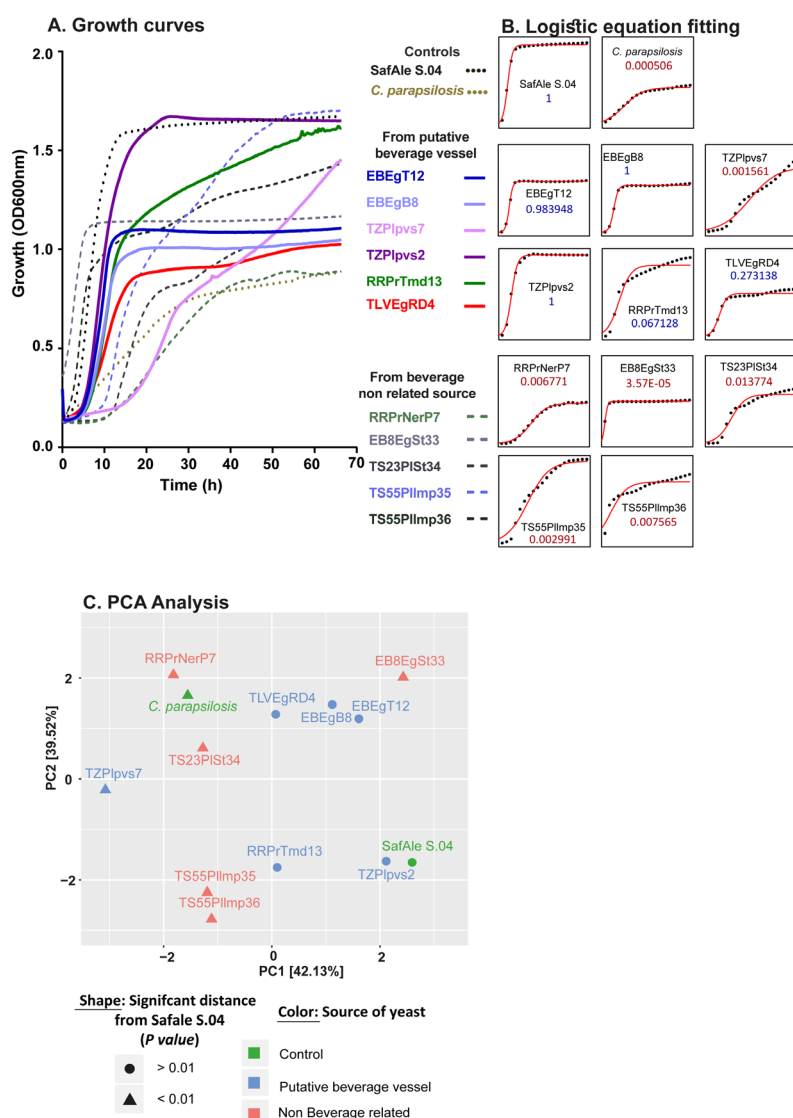 A. Growth curves
2.0
1.5
1.0
0.5
0.0
0
10
20
30
40
50
60
70
Growth (OD600nm)
Time (h)
Controls
SafAle S.04
C. parapsilosis
From putative
beverage vessel
EBEgT12
EBEgB8
TZPlpvs7
TZPlpvs2
RRPrTmd13
TLVEgRD4
From beverage
non related source
RRPrNerP7
EB8EgSt33
TS23PlSt34
TS55PlImp35
TS55PlImp36
B. Logistic equation fitting
SafAle S.04
1
C. parapsilosis
0.000506
EBEgT12
0.983948
EBEgB8
1
TZPlpvs7
0.001561
TZPlpvs2
1
RRPrTmd13
0.067128
TLVEgRD4
0.273138
RRPrNerP7
0.006771
EB8EgSt33
3.57E-05
TS23PlSt34
0.013774
TS55PlImp35
0.002991
TS55PlImp36
0.007565
C. PCA Analysis
RRPrNerP7
C. parapsilosis
TS23PlSt34
TZPlpvs7
TLVEgRD4
EBEgB8
EBEgT12
EB8EgSt33
RRPrTmd13
SafAle S.04
TZPlpvs2
TS55PlImp35
TS55PlImp36
2
0
−2
−2
0
2
PC2 [39.52%]
PC1 [42.13%]
Shape: Signifcant distance
from Safale S.04
(P value)
> 0.01
< 0.01
Color: Source of yeast
Control
Putative beverage vessel
Non Beverage related